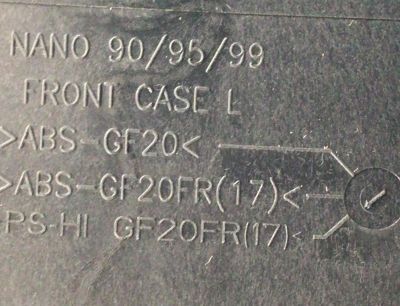 NANO 90/95/99
FRONT CASE L
>ABS-GF20<
>ABS-GF20FR(17)<
PS-HI GF20FR(17)<